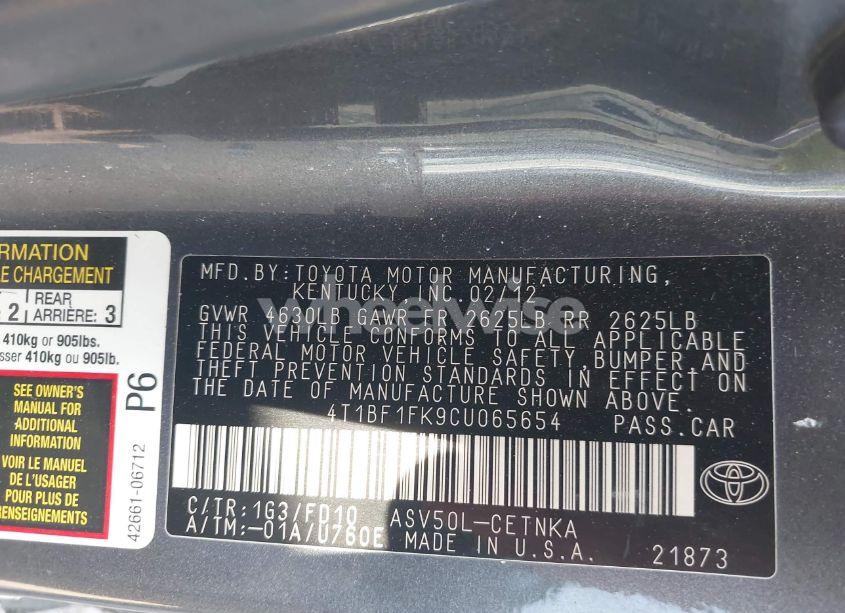 RMATION
E CHARGEMENT
2 REAR ARRIÈRE: 3
410kg or 905lbs.
sser 410kg ou 905lb.
SEE OWNER'S
MANUAL FOR
ADDITIONAL
INFORMATION
VOIR LE MANUEL
DE L'USAGER
POUR PLUS DE
RENSEIGNEMENTS
P6
42661-06712
MFD.BY:TOYOTA MOTOR MANUFACTURING,
KENTUCKY, INC. 02/12
GVWR 4630LB GAWR FR 2625LB RR 2625LB
THIS VEHICLE CONFORMS TO ALL APPLICABLE
FEDERAL MOTOR VEHICLE SAFETY, BUMPER, AND
THEFT PREVENTION STANDARDS IN EFFECT ON
THE DATE OF MANUFACTURE SHOWN ABOVE.
4T1BF1FK9CU065654 PASS.CAR
C/TR:1G3/FD10 ASV50L-CETNKA
A/TM:-01A/U760E MADE IN U.S.A. 21873
TOYOTA
wheelwise